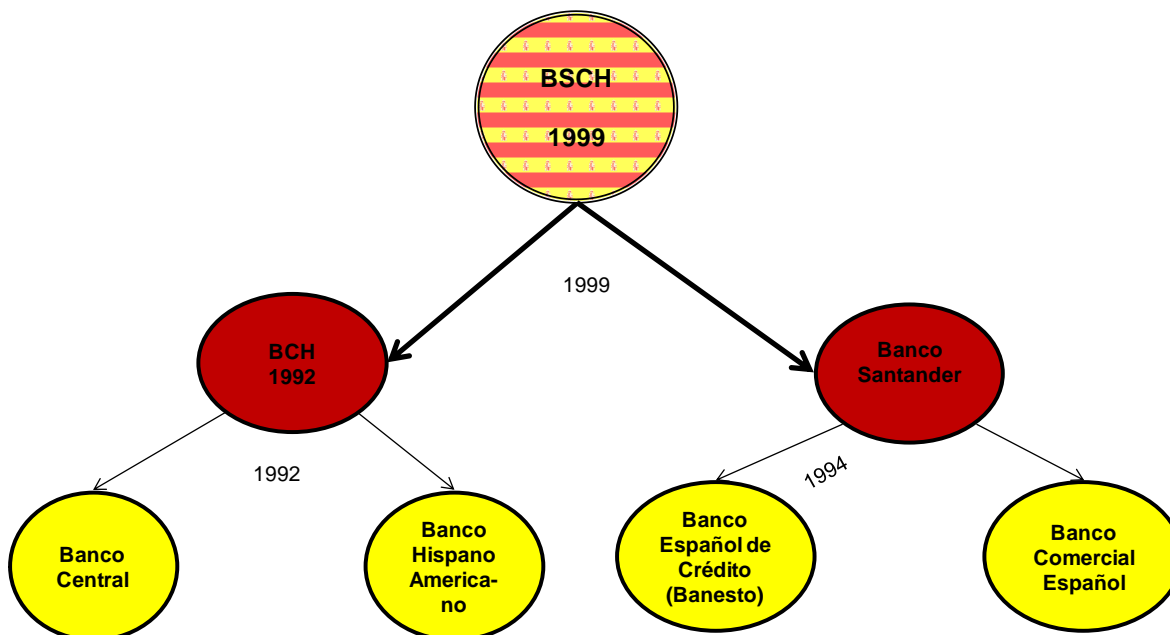 BSCH
1999
1999
BCH
1992
Banco
Santander
1992
1994
Banco
Central
Banco
Hispano
America-
no
Banco
Español de
Crédito
(Banesto)
Banco
Comercial
Español